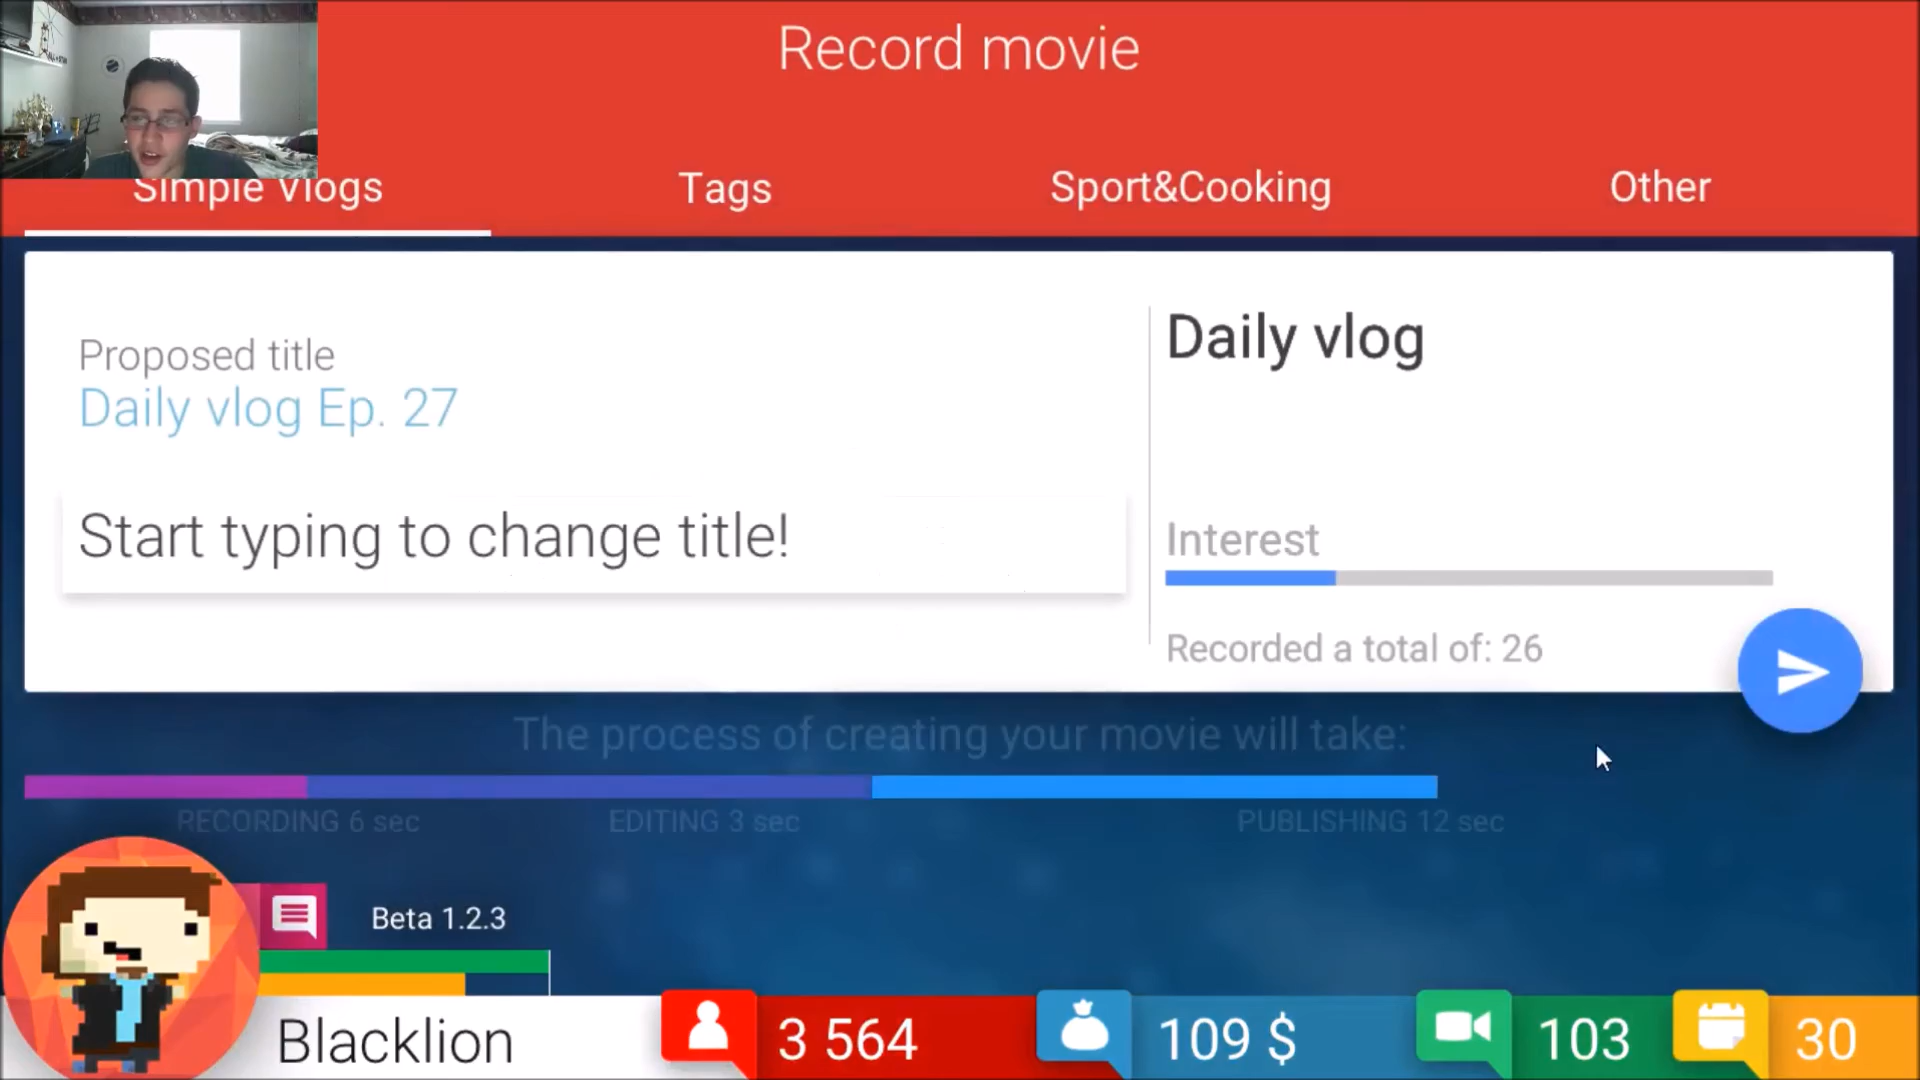 Record movie
Simple Vlogs
Tags
Sport&Cooking
Other
Proposed title
Daily vlog Ep. 27
Start typing to change title!
Daily vlog
Interest
Recorded a total of: 26
The process of creating your movie will take:
RECORDING 6 sec
EDITING 3 sec
PUBLISHING 12 sec
Beta 1.2.3
Blacklion
3 564
109 $
103
30